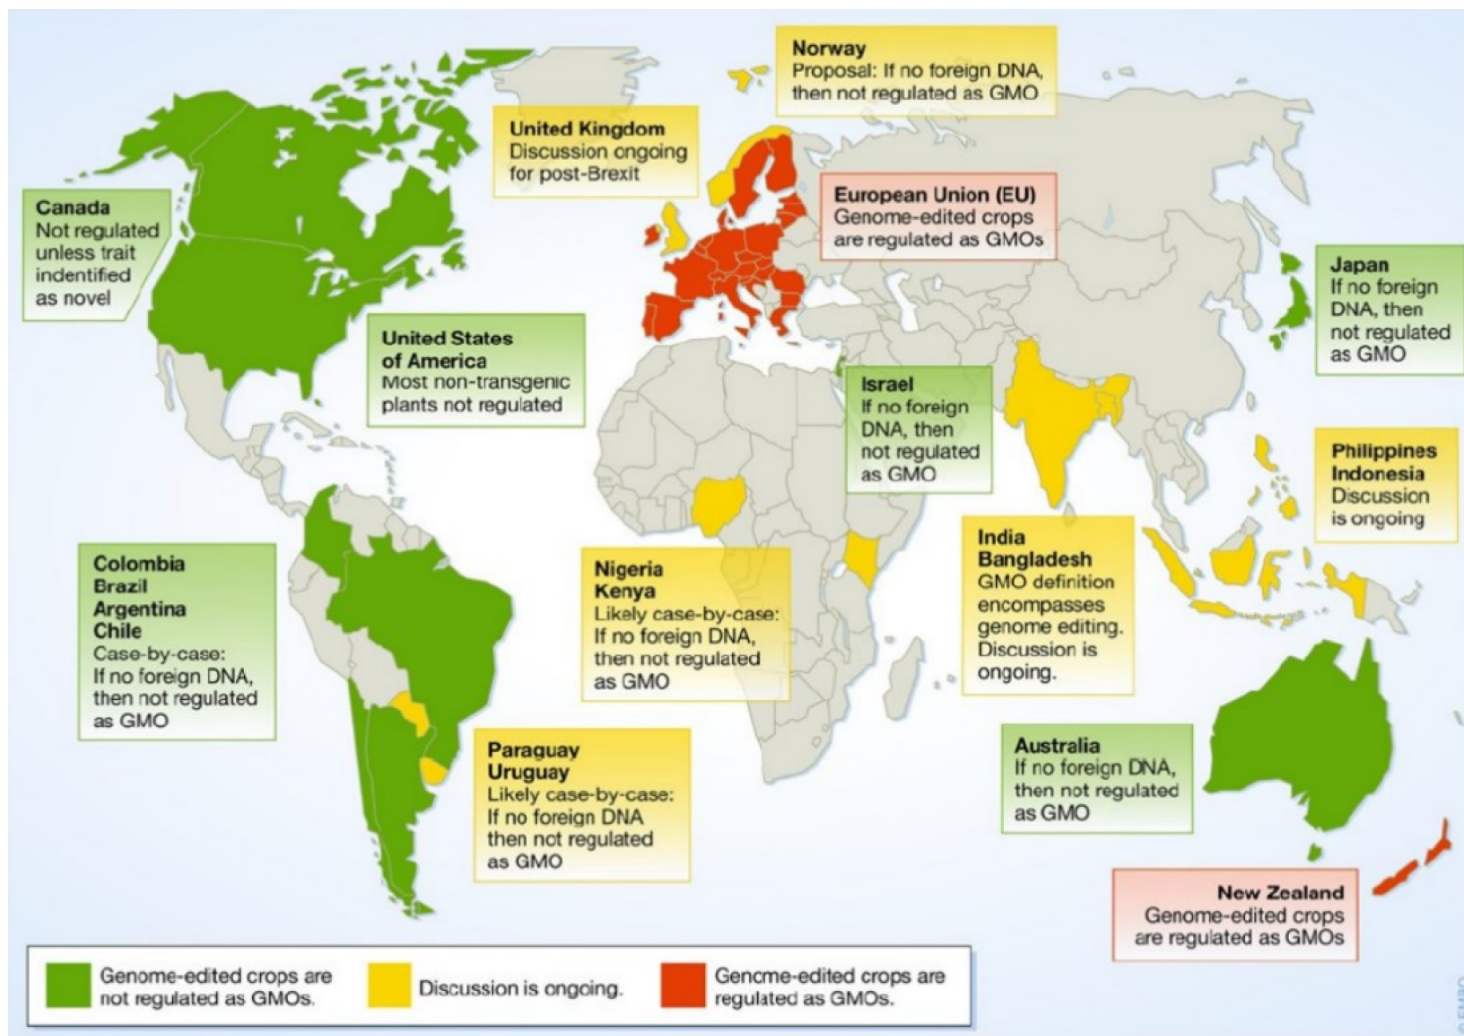 Norway
Proposal: If no foreign DNA,
then not regulated as GMO
United Kingdom
Discussion ongoing
for post-Brexit
European Union (EU)
Genome-edited crops
are regulated as GMOs
Canada
Not regulated
unless trait
indentified
as novel
United States
of America
Most non-transgenic
plants not regulated
Japan
If no foreign
DNA, then
not regulated
as GMO
Israel
If no foreign
DNA, then
not regulated
as GMO
Philippines
Indonesia
Discussion
is ongoing
India
Bangladesh
GMO definition
encompasses
genome editing.
Discussion is
ongoing.
Colombia
Brazil
Argentina
Chile
Case-by-case:
If no foreign DNA,
then not regulated
as GMO
Nigeria
Kenya
Likely case-by-case:
If no foreign DNA,
then not regulated
as GMO
Paraguay
Uruguay
Likely case-by-case:
If no foreign DNA
then not regulated
as GMO
Australia
If no foreign DNA,
then not regulated
as GMO
New Zealand
Genome-edited crops
are regulated as GMOs
Genome-edited crops are
not regulated as GMOs.
Discussion is ongoing.
Gencme-edited crops are
regulated as GMOs.